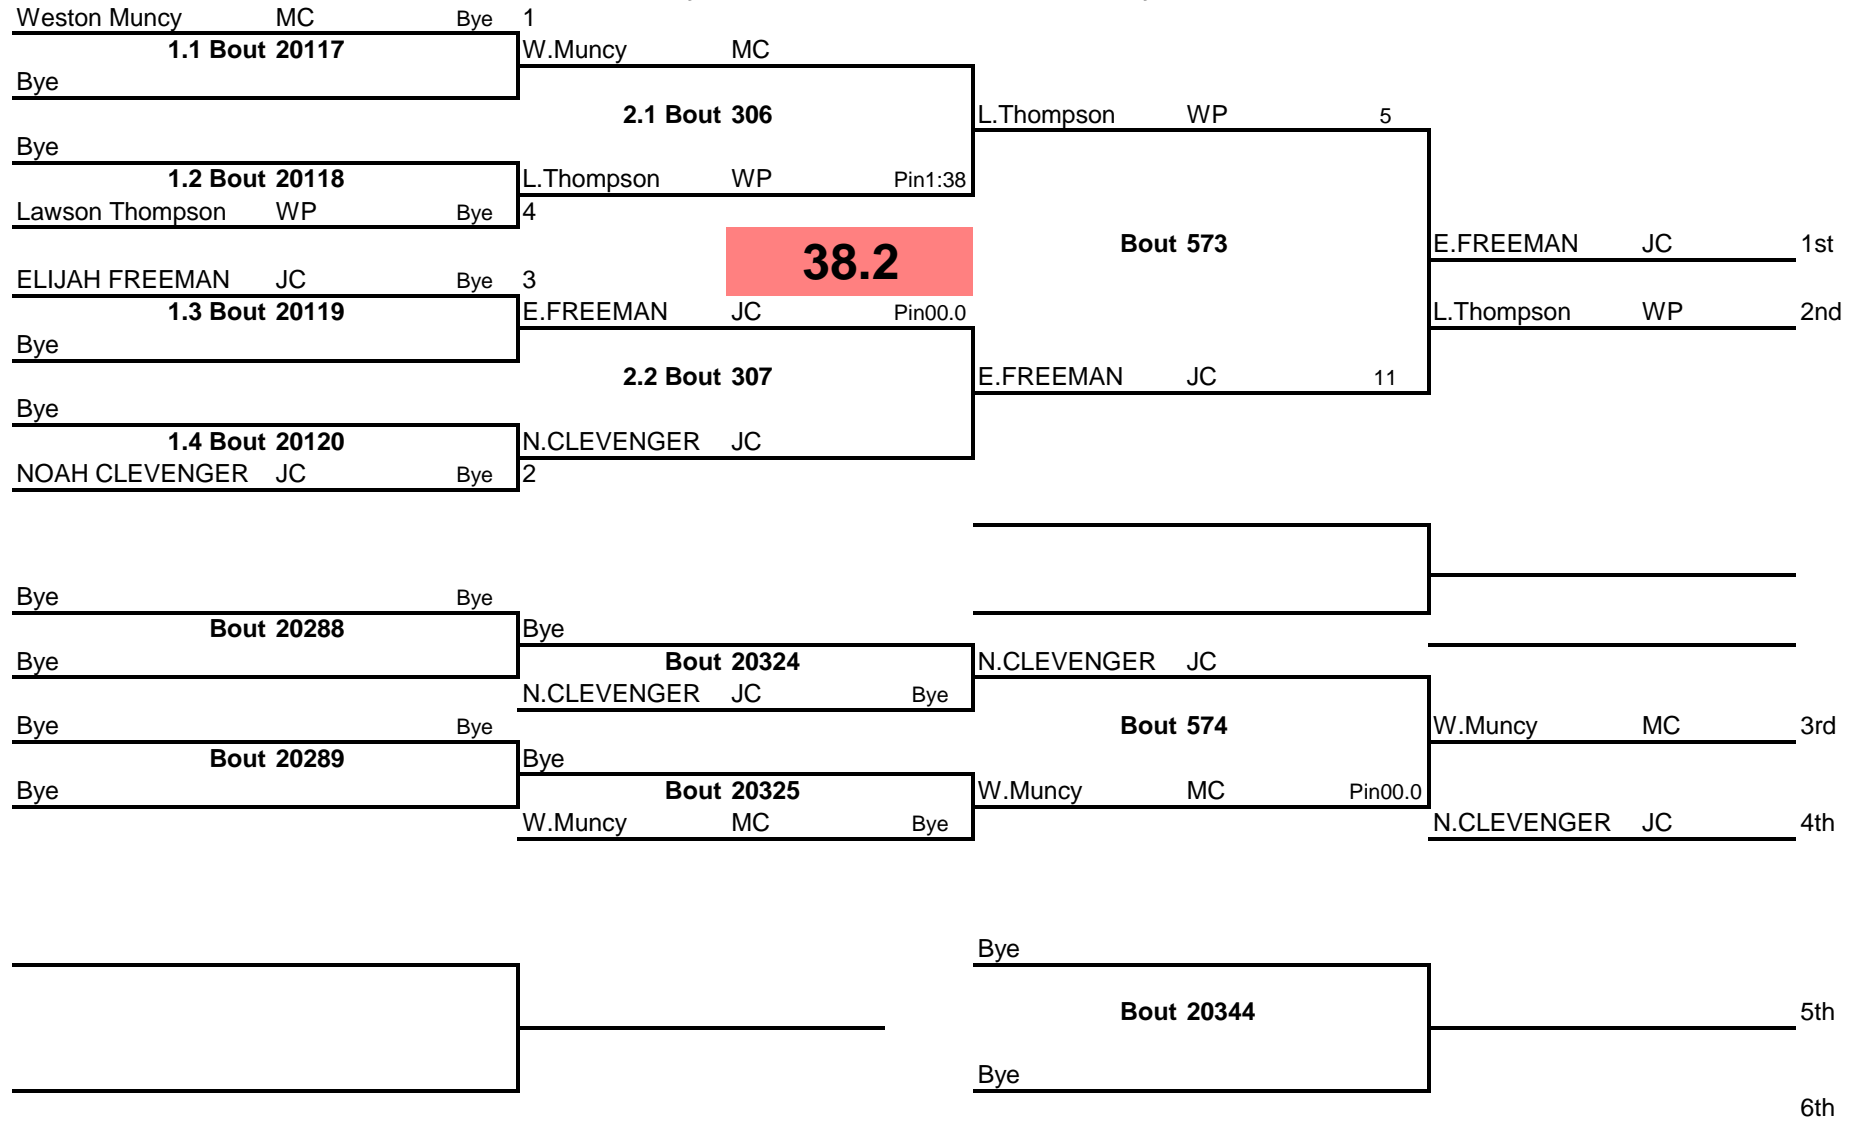 Weston Muncy MC Bye 1
1.1 Bout 20117 W.Muncy MC
Bye
2.1 Bout 306 L.Thompson WP 5
Bye
1.2 Bout 20118 L.Thompson WP Pin1:38
Lawson Thompson WP Bye 4
38.2 Bout 573 E.FREEMAN JC 1st
ELIJAH FREEMAN JC Bye 3
1.3 Bout 20119 E.FREEMAN JC Pin00.0 L.Thompson WP 2nd
Bye
2.2 Bout 307 E.FREEMAN JC 11
Bye
1.4 Bout 20120 N.CLEVENGER JC
NOAH CLEVENGER JC Bye 2
Bye Bye
Bout 20288 Bye
Bye Bout 20324 N.CLEVENGER JC
N.CLEVENGER JC Bye
Bye Bye Bout 574 W.Muncy MC 3rd
Bout 20289 Bye
Bye Bout 20325 W.Muncy MC Pin00.0
W.Muncy MC Bye N.CLEVENGER JC 4th
Bye
Bout 20344 5th
Bye
6th